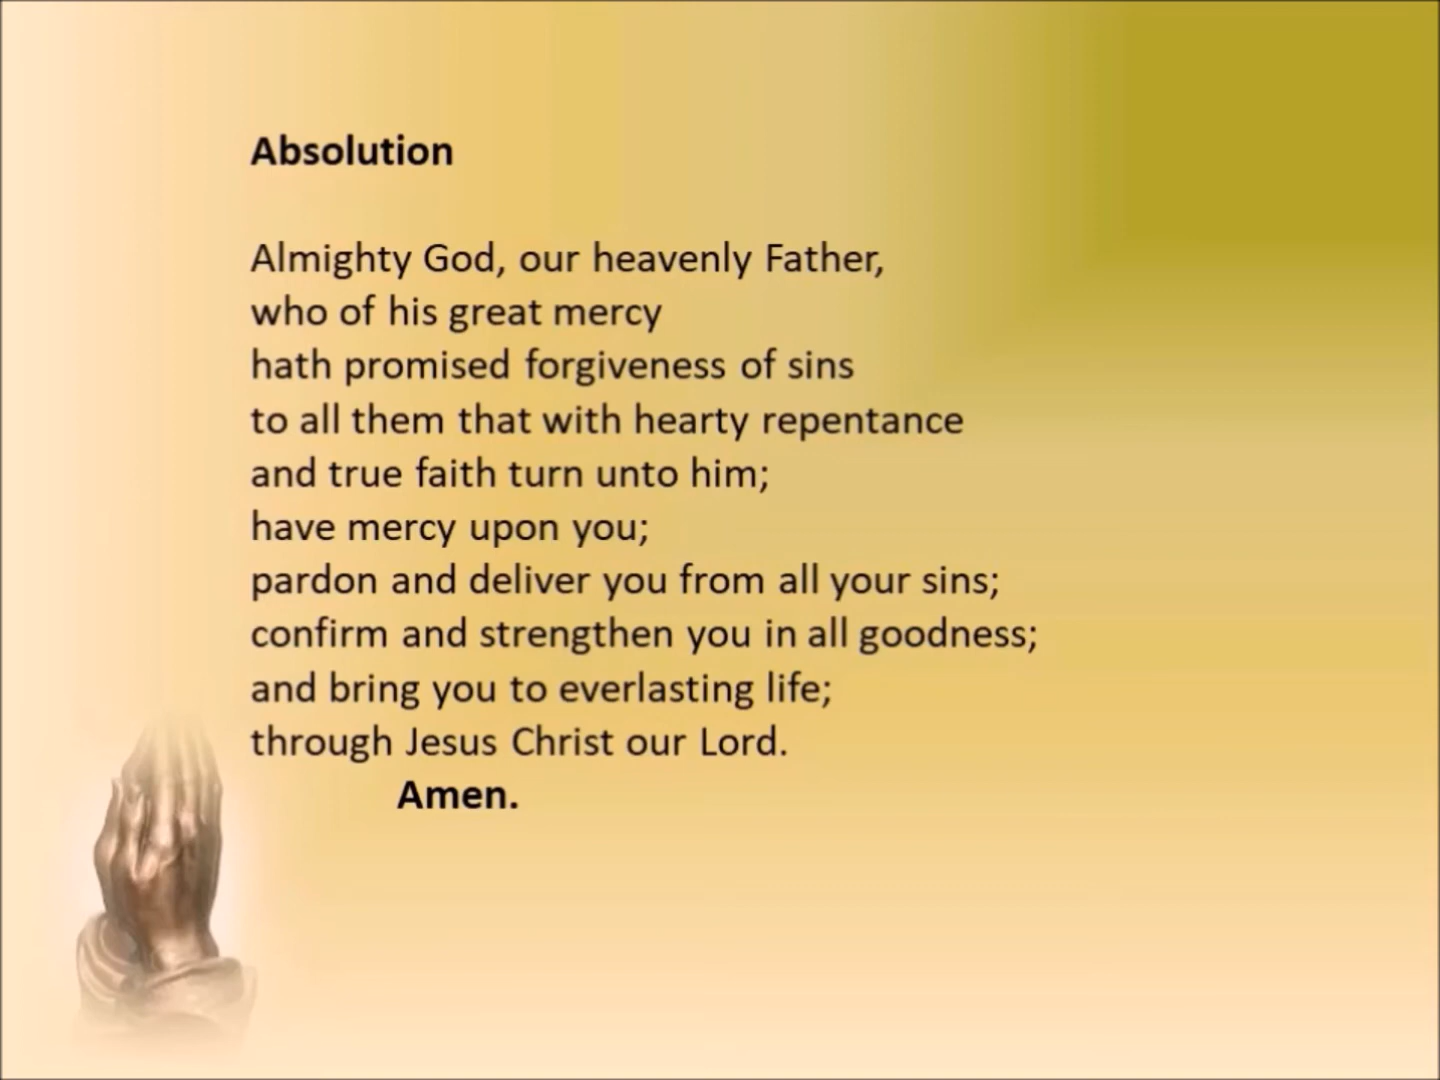 Absolution
Almighty God, our heavenly Father,
who of his great mercy
hath promised forgiveness of sins
to all them that with hearty repentance
and true faith turn unto him;
have mercy upon you;
pardon and deliver you from all your sins;
confirm and strengthen you in all goodness;
and bring you to everlasting life;
through Jesus Christ our Lord.
Amen.